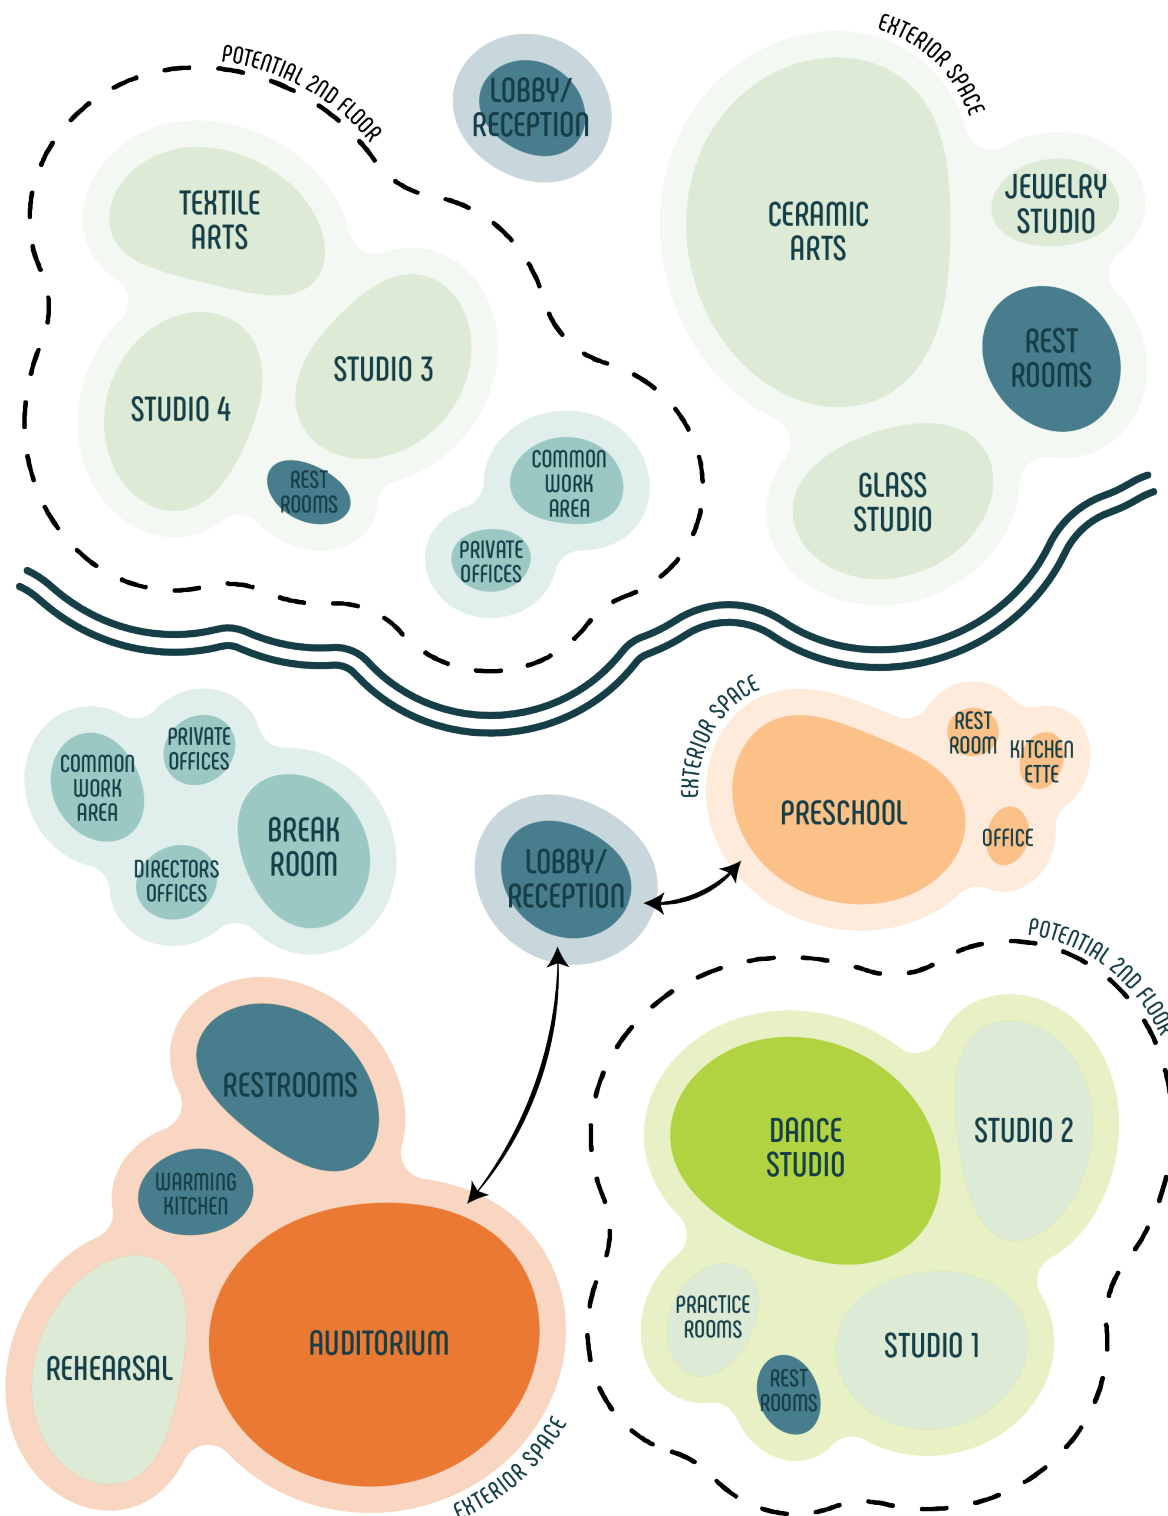 POTENTIAL 2ND FLOOR
LOBBY/
RECEPTION
EXTERIOR SPACE
TEXTILE
ARTS
CERAMIC
ARTS
JEWELRY
STUDIO
STUDIO 3
STUDIO 4
REST
ROOMS
REST
ROOMS
COMMON
WORK
AREA
PRIVATE
OFFICES
GLASS
STUDIO
COMMON
WORK
AREA
PRIVATE
OFFICES
DIRECTORS
OFFICES
BREAK
ROOM
LOBBY/
RECEPTION
EXTERIOR SPACE
PRESCHOOL
REST
ROOM
KITCHEN
ETTE
OFFICE
POTENTIAL 2ND FLOOR
RESTROOMS
WARMING
KITCHEN
REHEARSAL
AUDITORIUM
EXTERIOR SPACE
DANCE
STUDIO
STUDIO 2
PRACTICE
ROOMS
REST
ROOMS
STUDIO 1